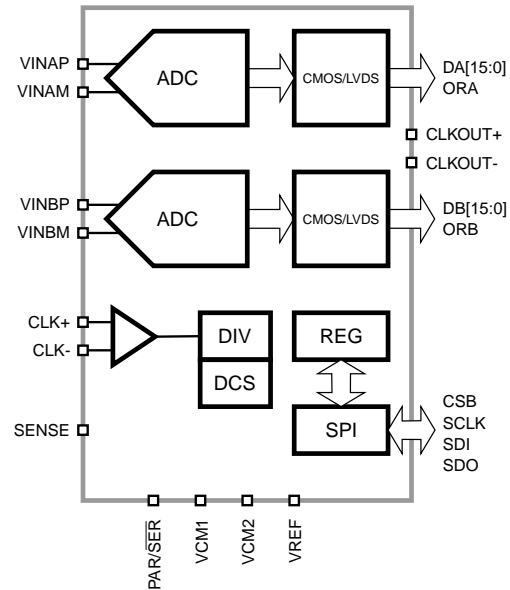 VINAP
VINAM
ADC
CMOS/LVDS
DA[15:0]
ORA
CLKOUT+
CLKOUT-
VINBP
VINBM
ADC
CMOS/LVDS
DB[15:0]
ORB
CLK+
CLK-
DIV
DCS
REG
SENSE
SPI
CSB
SCLK
SDI
SDO
PAR/SER
VCM1
VCM2
VREF